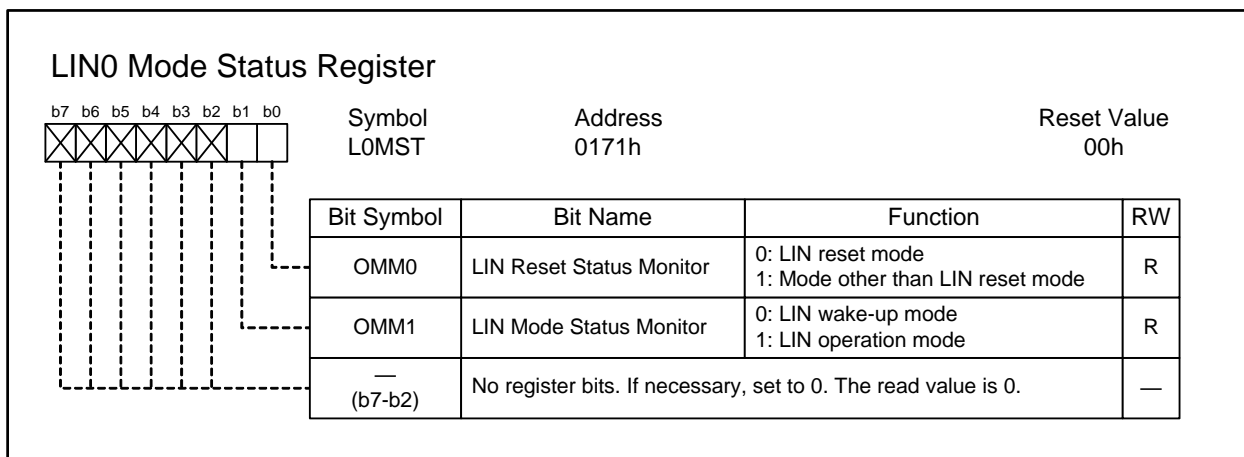 LIN0 Mode Status Register
b7 b6 b5 b4 b3 b2 b1 b0
Symbol Address Reset Value
L0MST 0171h 00h
Bit Symbol Bit Name Function RW
OMM0 LIN Reset Status Monitor 0: LIN reset mode
1: Mode other than LIN reset mode R
OMM1 LIN Mode Status Monitor 0: LIN wake-up mode
1: LIN operation mode R
—
(b7-b2) No register bits. If necessary, set to 0. The read value is 0. —